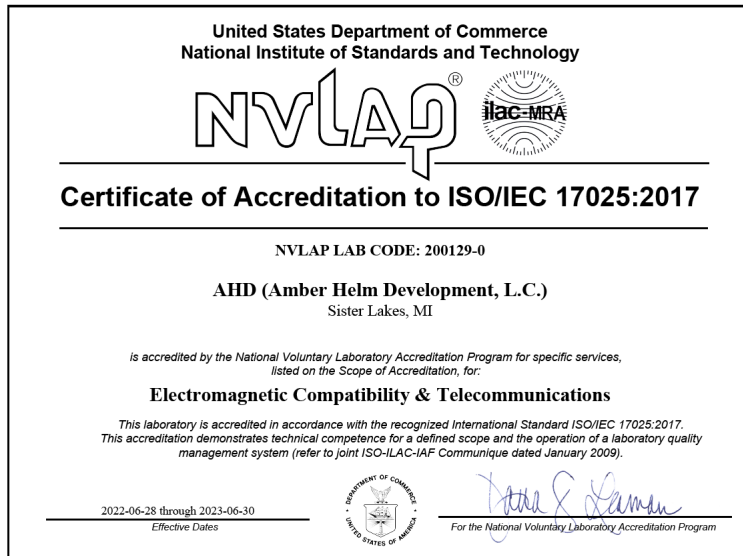 United States Department of Commerce
National Institute of Standards and Technology
NVLAP®
ilac-MRA
Certificate of Accreditation to ISO/IEC 17025:2017
NVLAP LAB CODE: 200129-0
AHD (Amber Helm Development, L.C.)
Sister Lakes, MI
is accredited by the National Voluntary Laboratory Accreditation Program for specific services,
listed on the Scope of Accreditation, for:
Electromagnetic Compatibility & Telecommunications
This laboratory is accredited in accordance with the recognized International Standard ISO/IEC 17025:2017.
This accreditation demonstrates technical competence for a defined scope and the operation of a laboratory quality
management system (refer to joint ISO-ILAC-IAF Communique dated January 2009).
2022-06-28 through 2023-06-30
Effective Dates
DEPARTMENT OF COMMERCE
UNITED STATES OF AMERICA
For the National Voluntary Laboratory Accreditation Program